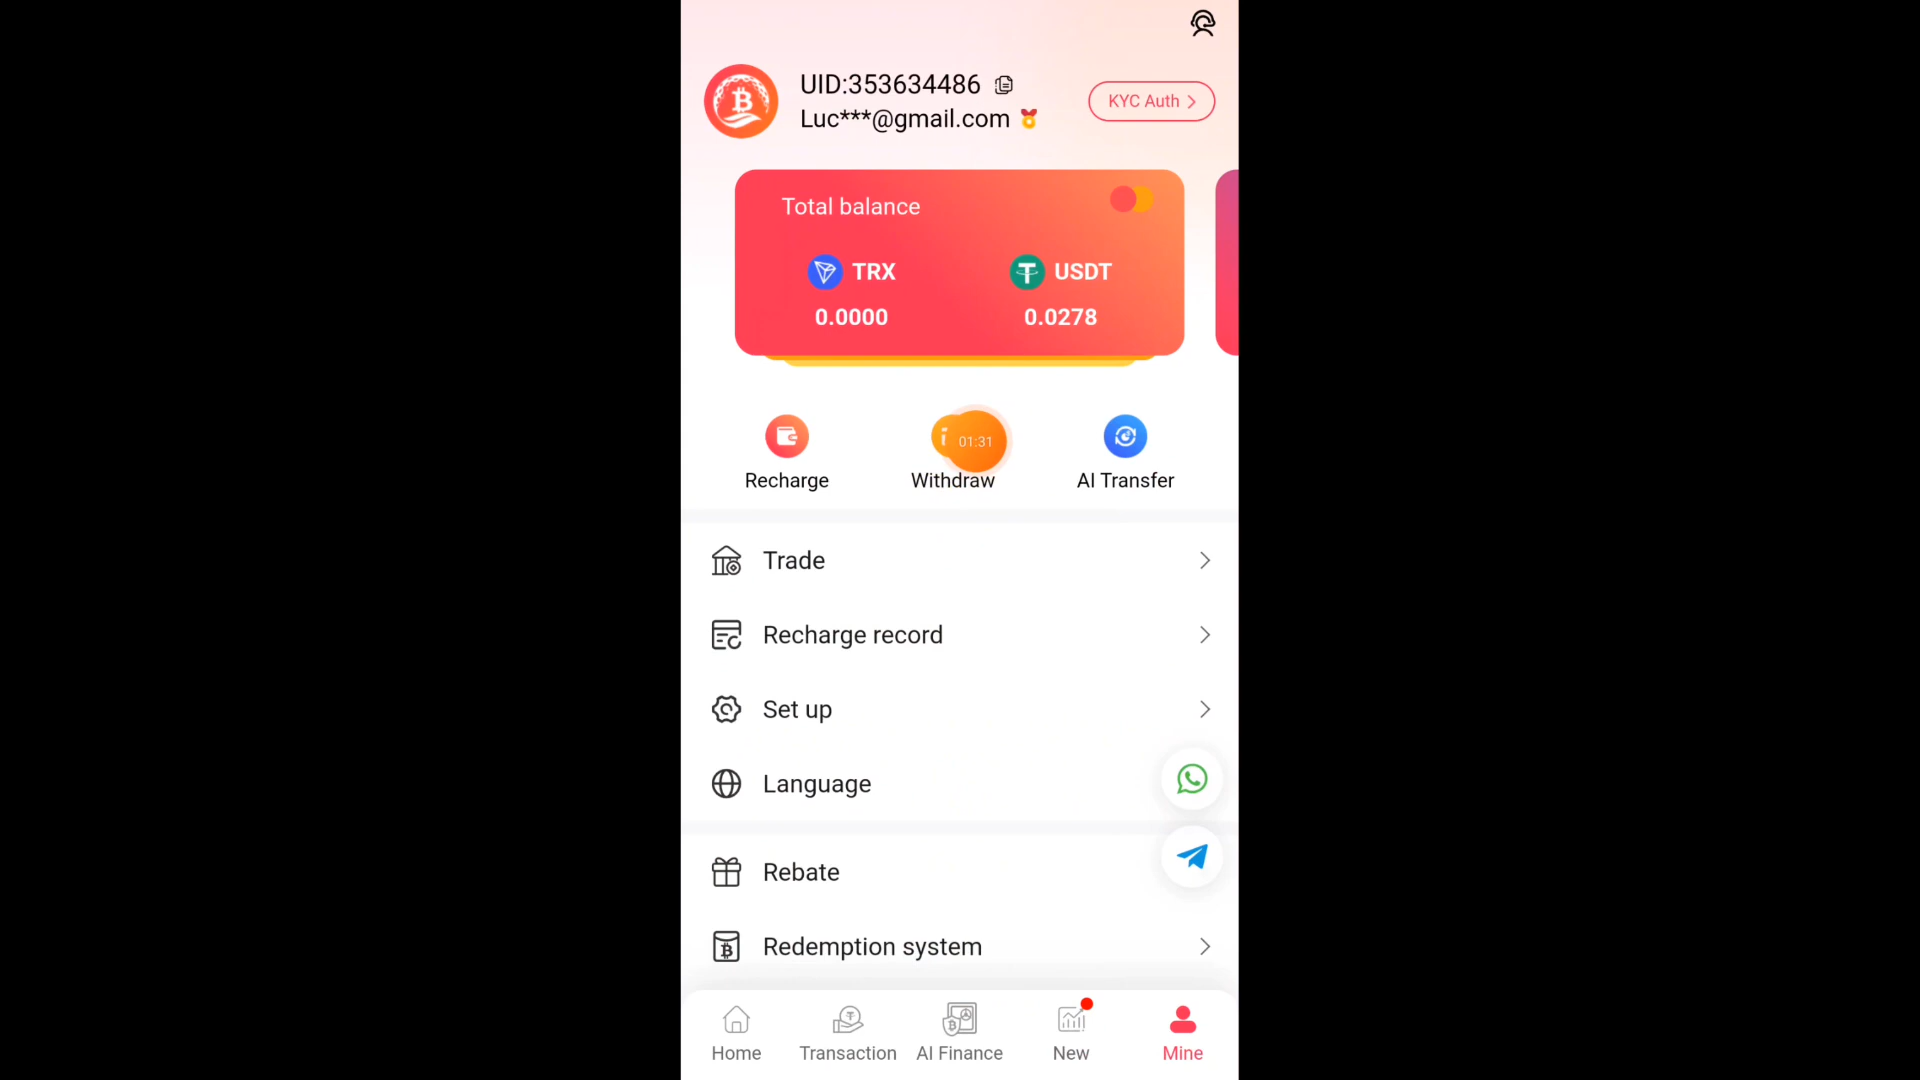 UID:353634486
Luc***@gmail.com
KYC Auth
Total balance
TRX
USDT
0.0000
0.0278
01:31
Recharge
Withdraw
AI Transfer
Trade
Recharge record
Set up
Language
Rebate
Redemption system
Home
Transaction
AI Finance
New
Mine